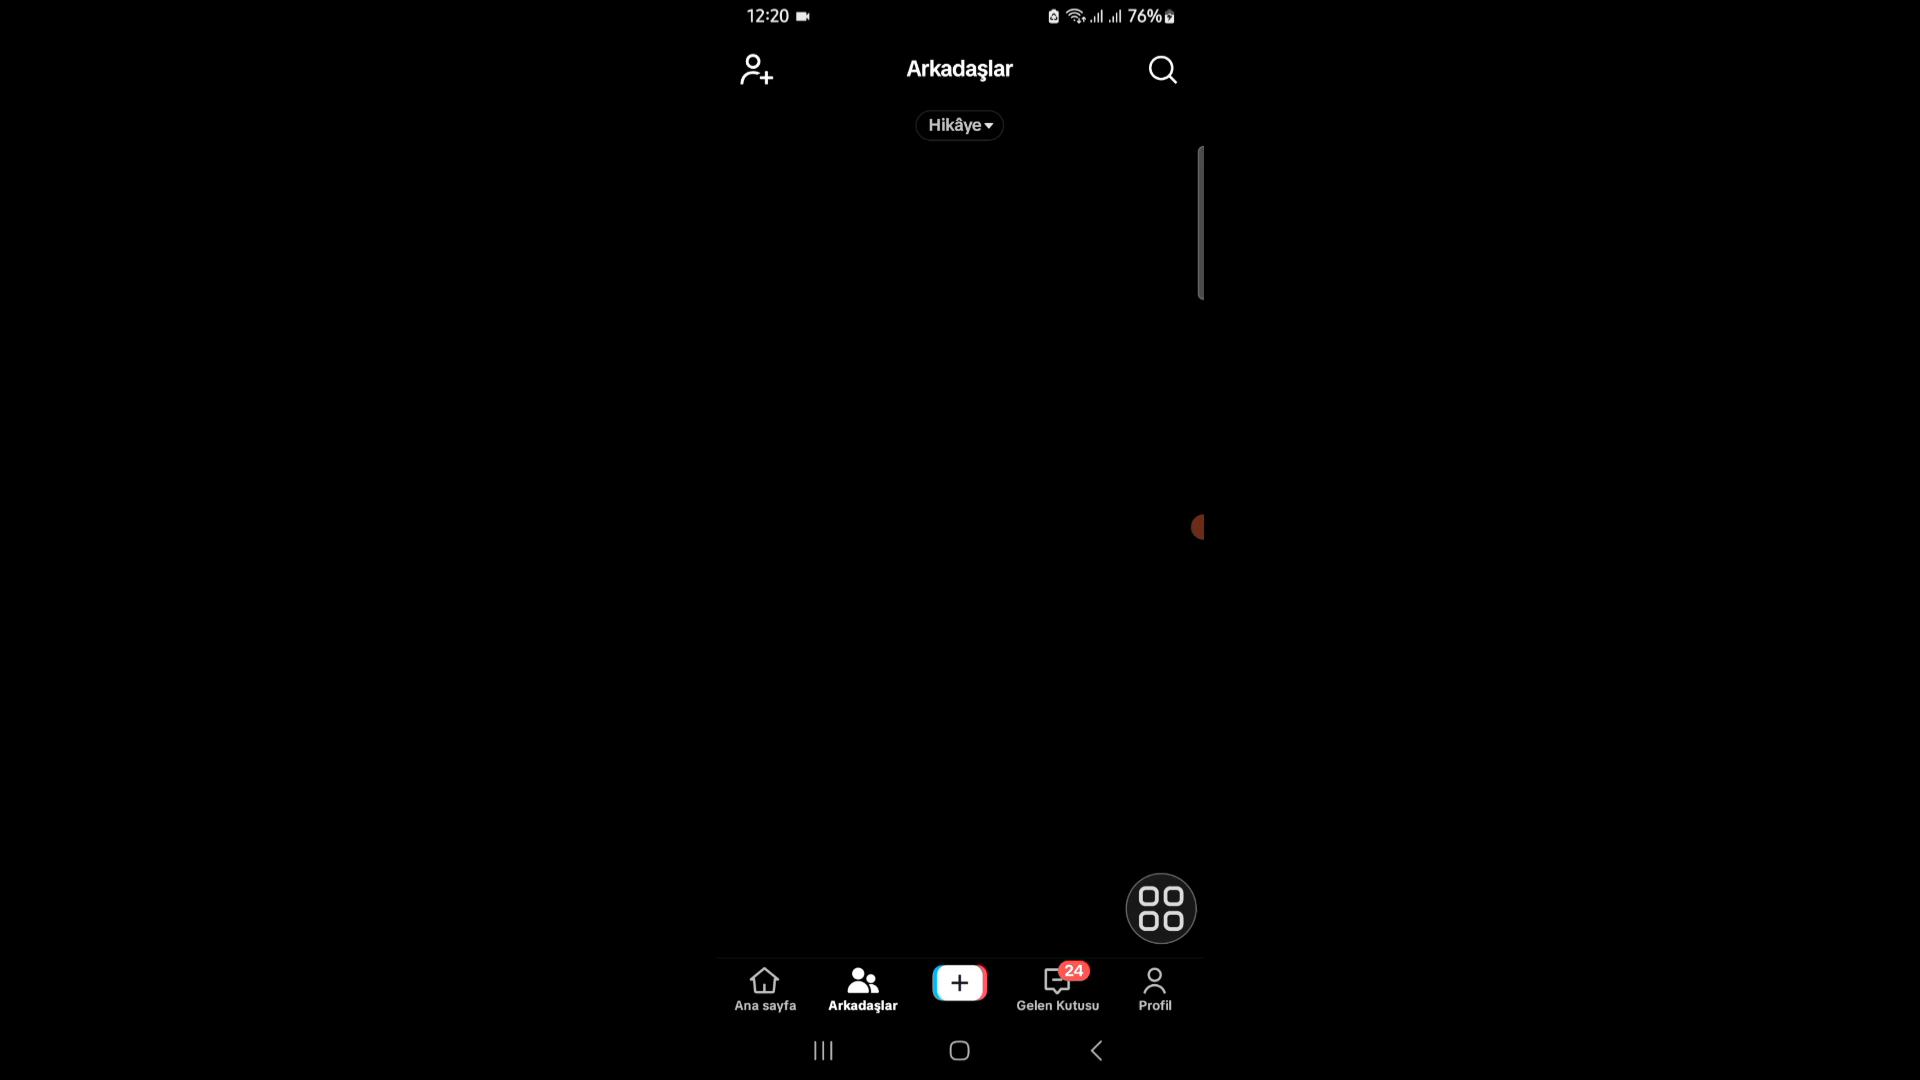 12:20
76%
Arkadaşlar
Hikâye
24
Ana sayfa
Arkadaşlar
Gelen Kutusu
Profil